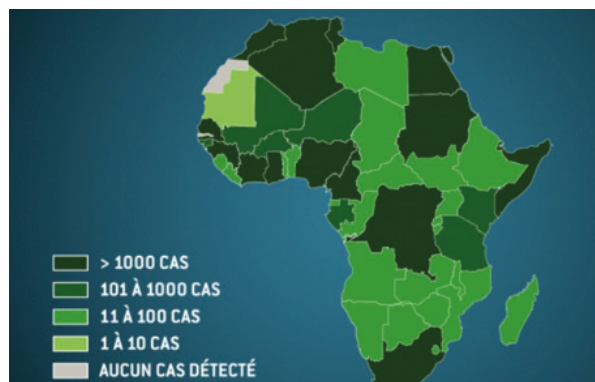 > 1000 CAS
101 À 1000 CAS
11 À 100 CAS
1 À 10 CAS
AUCUN CAS DÉTECTÉ